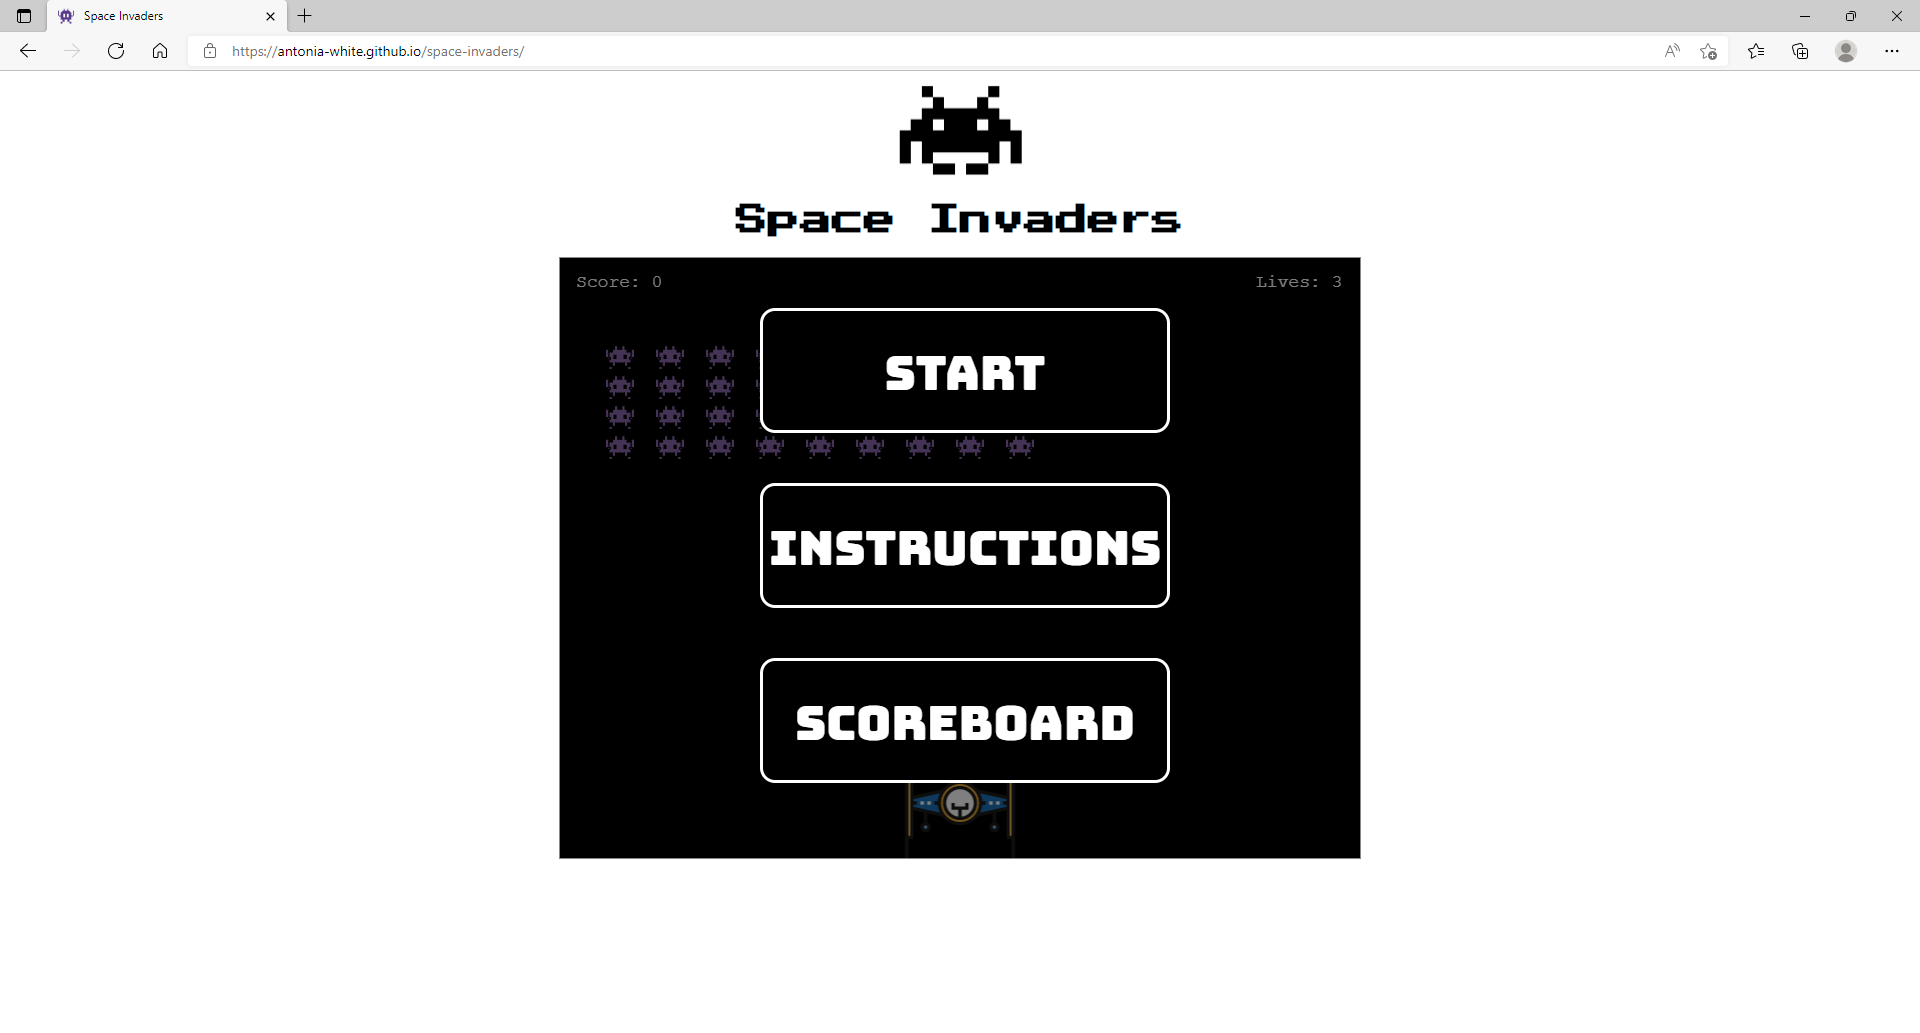 Space Invaders
https://antonia-white.github.io/space-invaders/
Space Invaders
Score: 0
Lives: 3
START
INSTRUCTIONS
SCOREBOARD